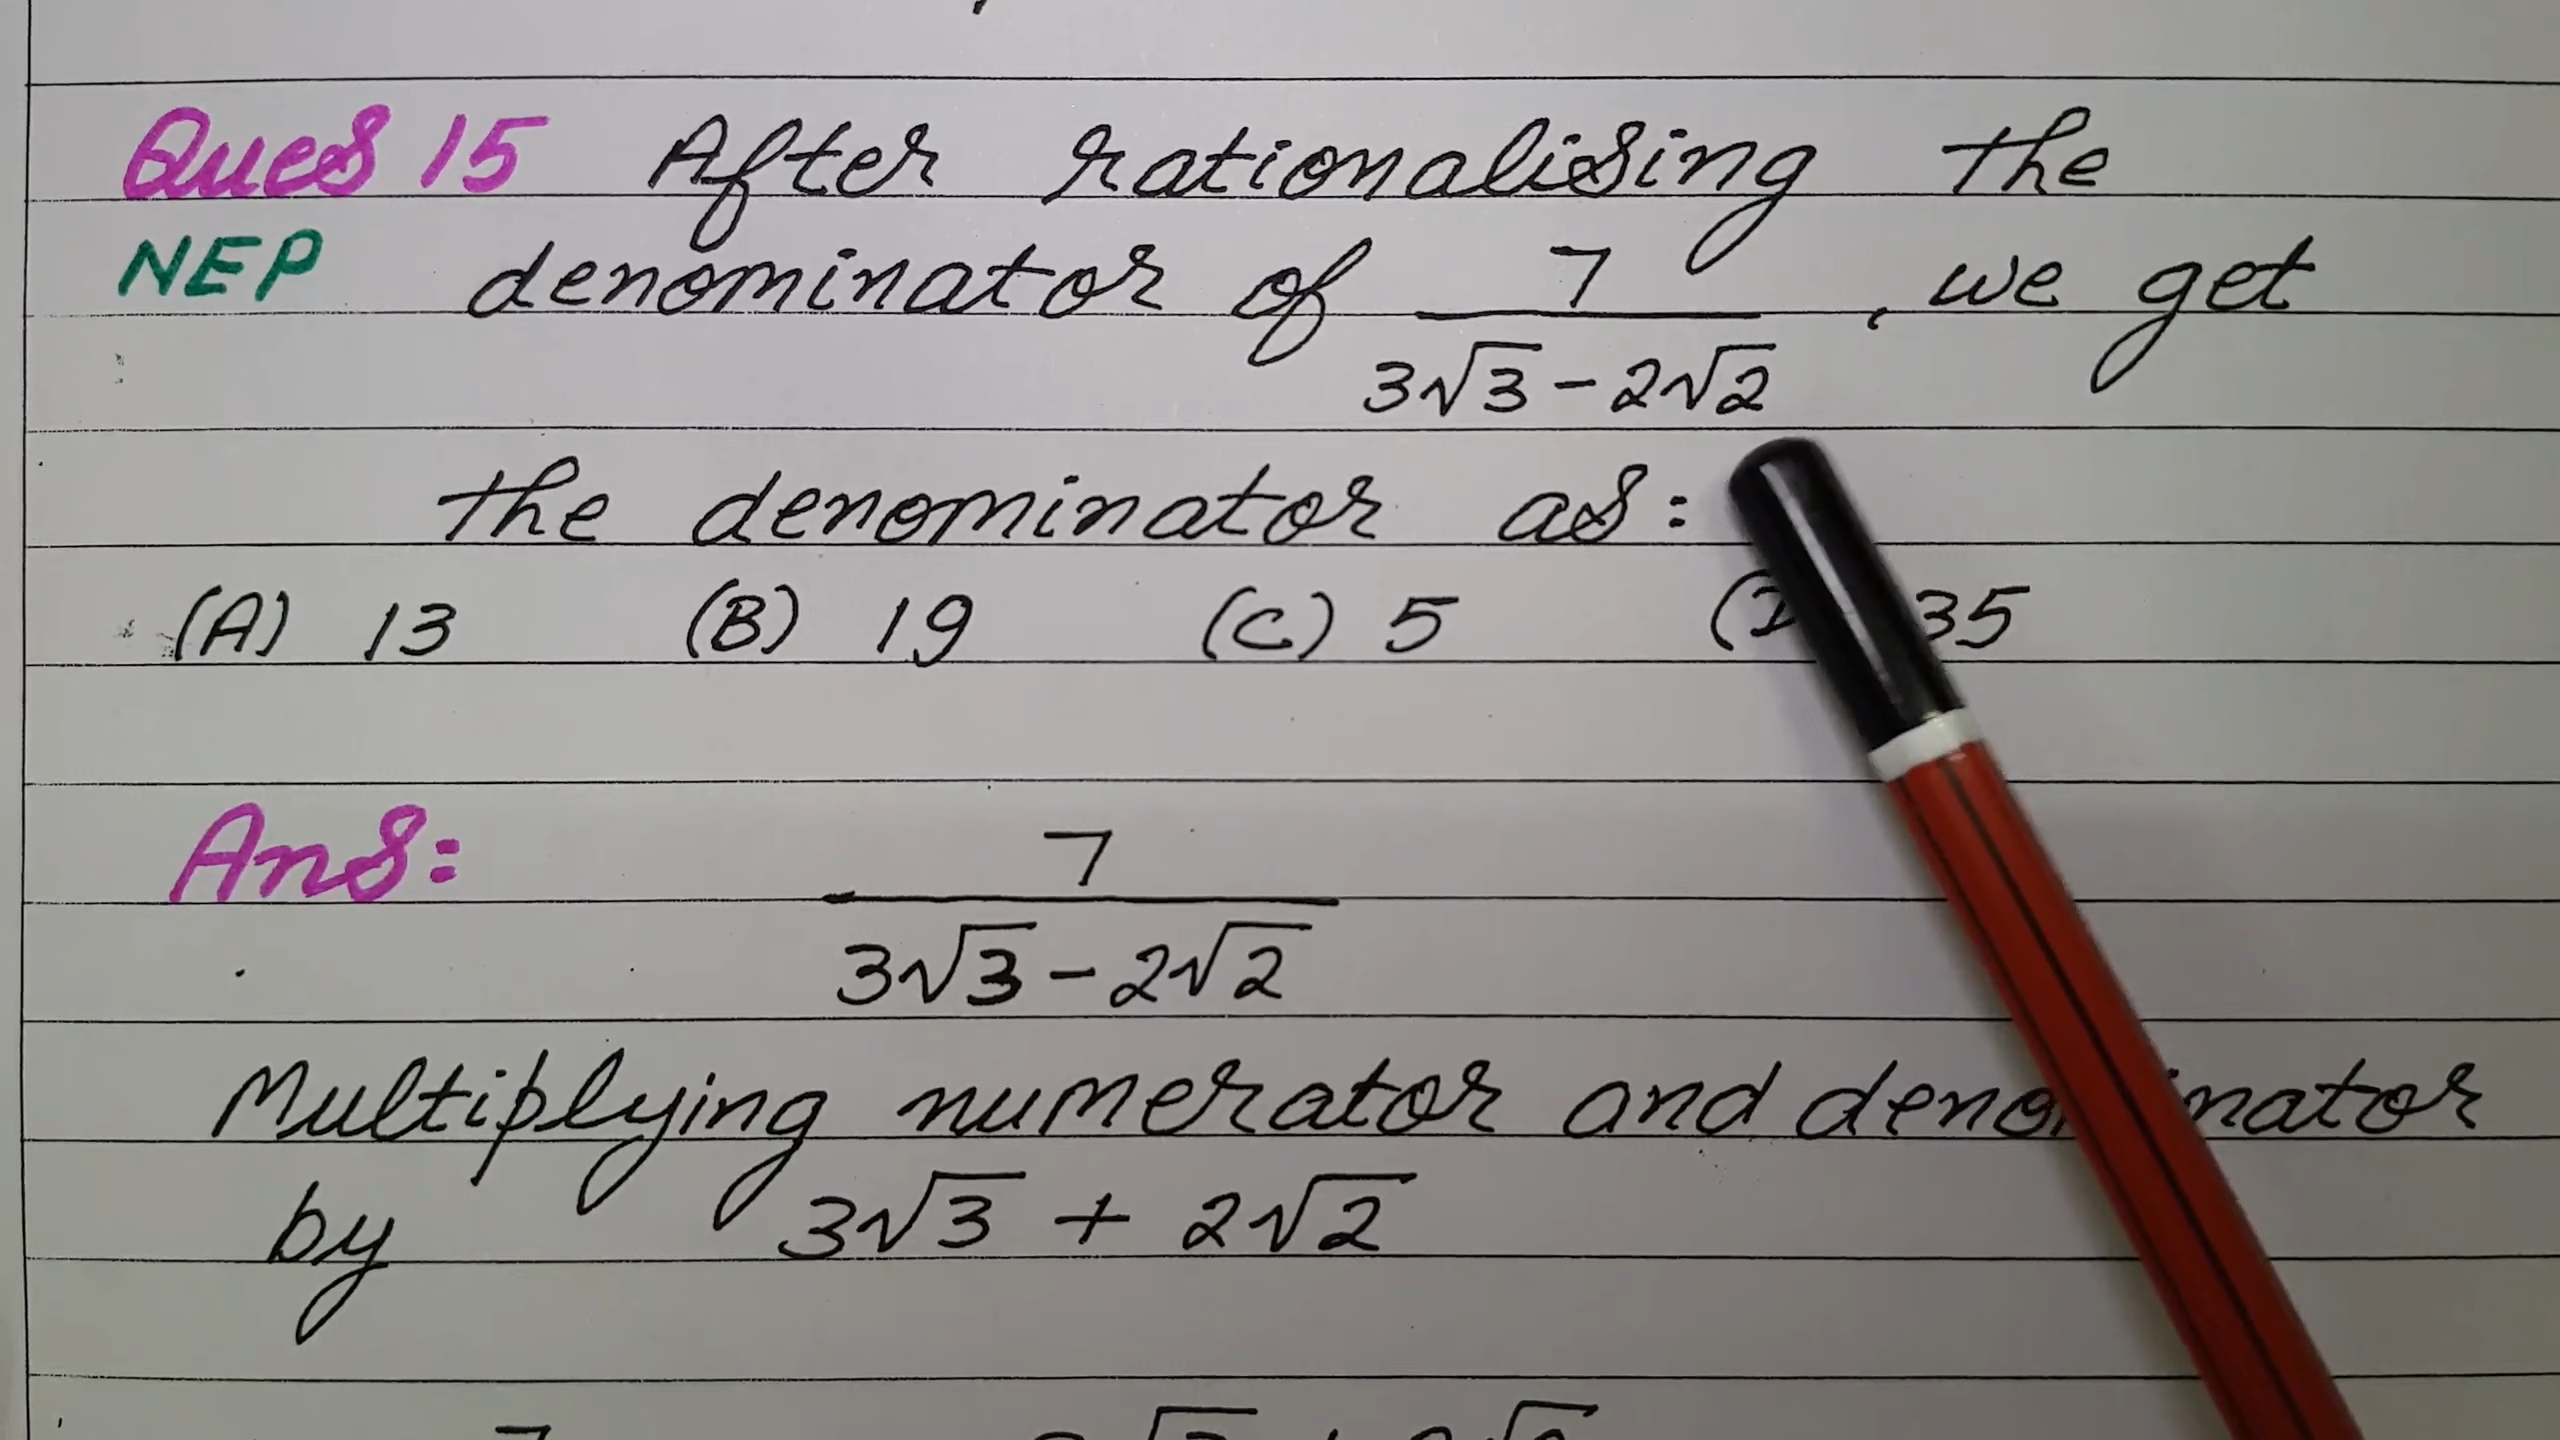 Ques 15 After rationalising the
NEP denominator of 7/(3√3-2√2), we get
the denominator as:
(A) 13 (B) 19 (C) 5 35
Ans: 7/(3√3-2√2)
Multiplying numerator and
by 3√3 + 2√2